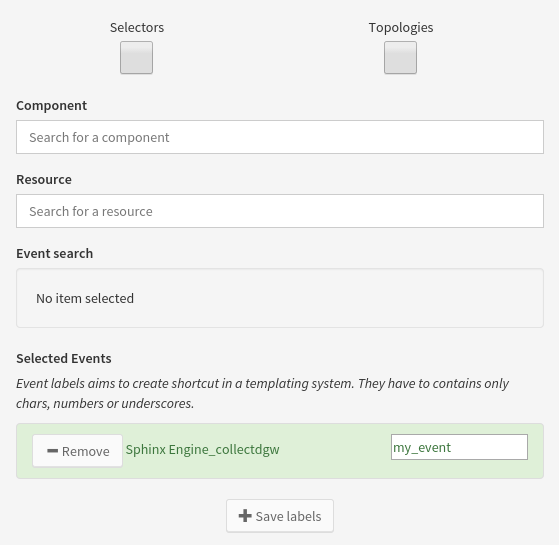 Selectors
Topologies
Component
Search for a component
Resource
Search for a resource
Event search
No item selected
Selected Events
Event labels aims to create shortcut in a templating system. They have to contains only
chars, numbers or underscores.
Remove
Sphinx Engine_collectdgw
my_event
Save labels